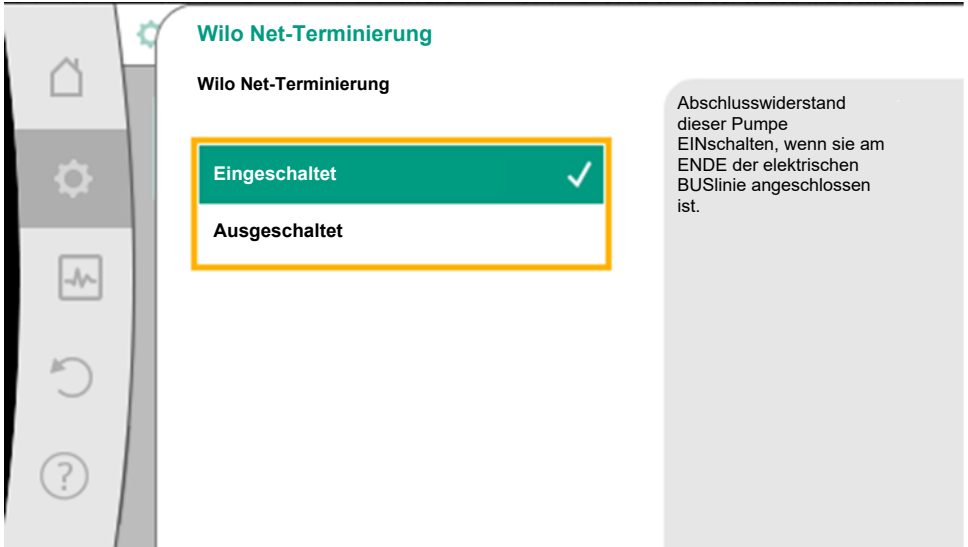 Wilo Net-Terminierung
Wilo Net-Terminierung
Eingeschaltet
Ausgeschaltet
Abschlusswiderstand
dieser Pumpe
EINschalten, wenn sie am
ENDE der elektrischen
BUSlinie angeschlossen
ist.
?